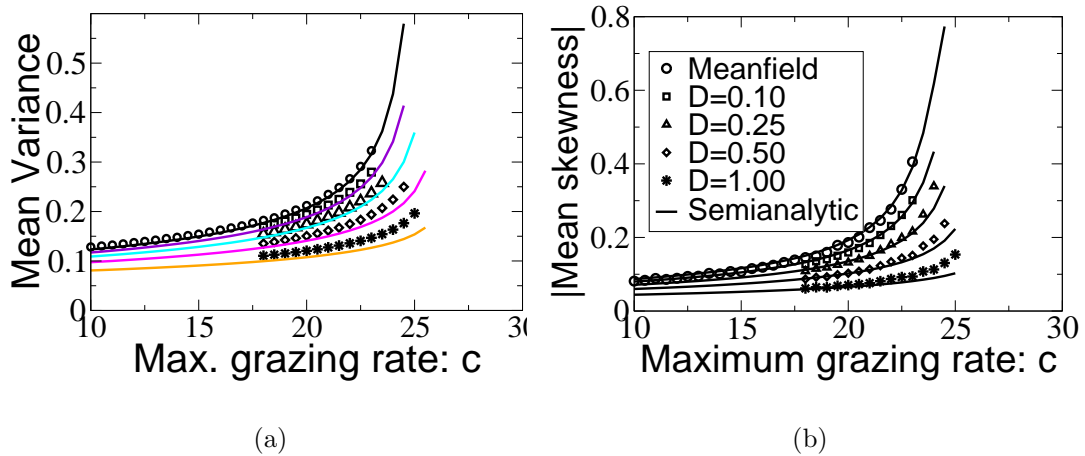 Mean Variance
0.5
0.4
0.3
0.2
0.1
0
10
15
20
25
30
Max. grazing rate: c
(a)
|Mean skewness|
0.8
0.6
0.4
0.2
0
Meanfield
D=0.10
D=0.25
D=0.50
D=1.00
Semianalytic
10
15
20
25
30
Maximum grazing rate: c
(b)